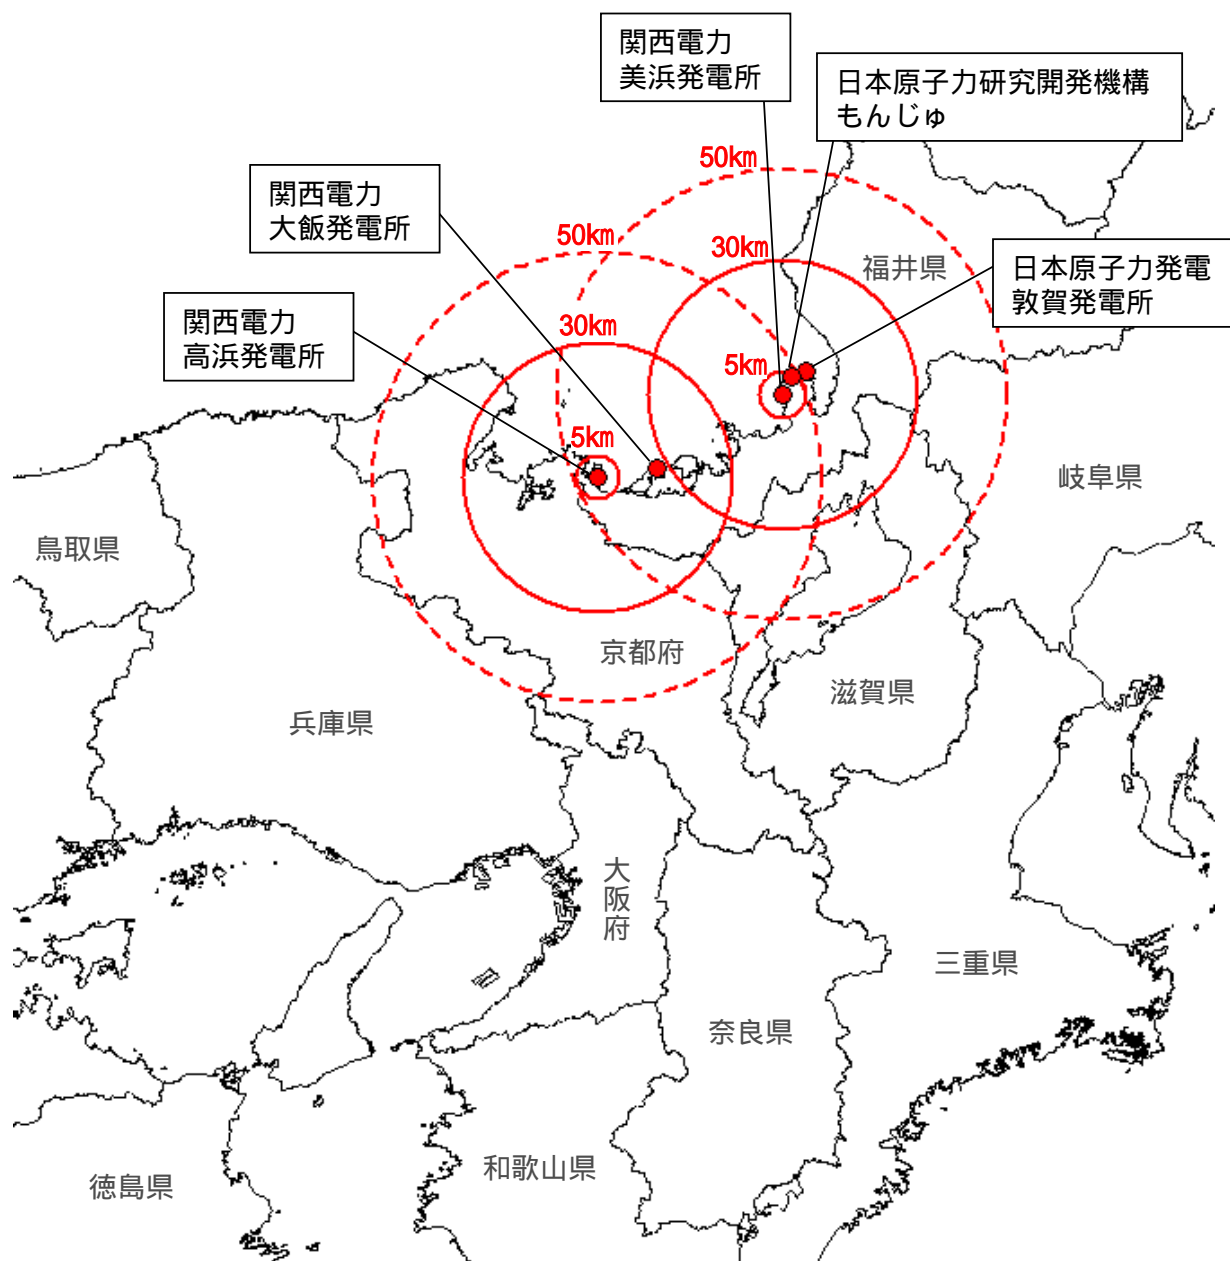 関西電力
美浜発電所
日本原子力研究開発機構
もんじゅ
関西電力
大飯発電所
50km
50km
30km
福井県
日本原子力発電
敦賀発電所
関西電力
高浜発電所
30km
5km
5km
岐阜県
鳥取県
京都府
滋賀県
兵庫県
大阪府
三重県
奈良県
和歌山県
徳島県